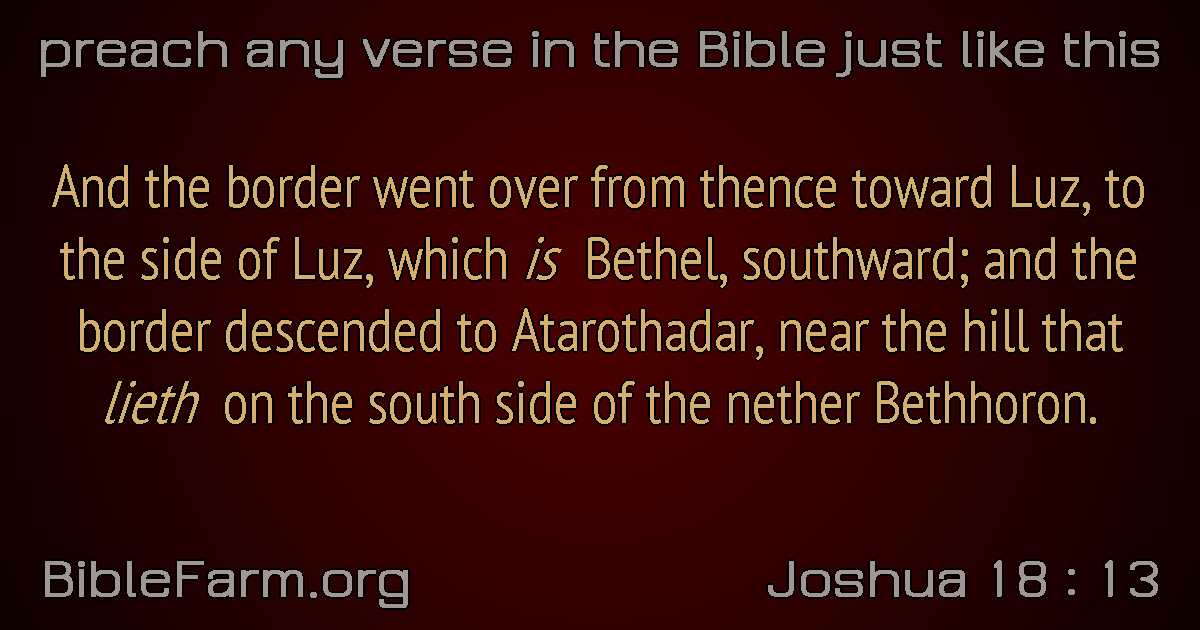 preach any verse in the Bible just like this
And the border went over from thence toward Luz, to
the side of Luz, which is Bethel, southward; and the
border descended to Atarothadar, near the hill that
lieth on the south side of the nether Bethhoron.
BibleFarm.org
Joshua 18 : 13